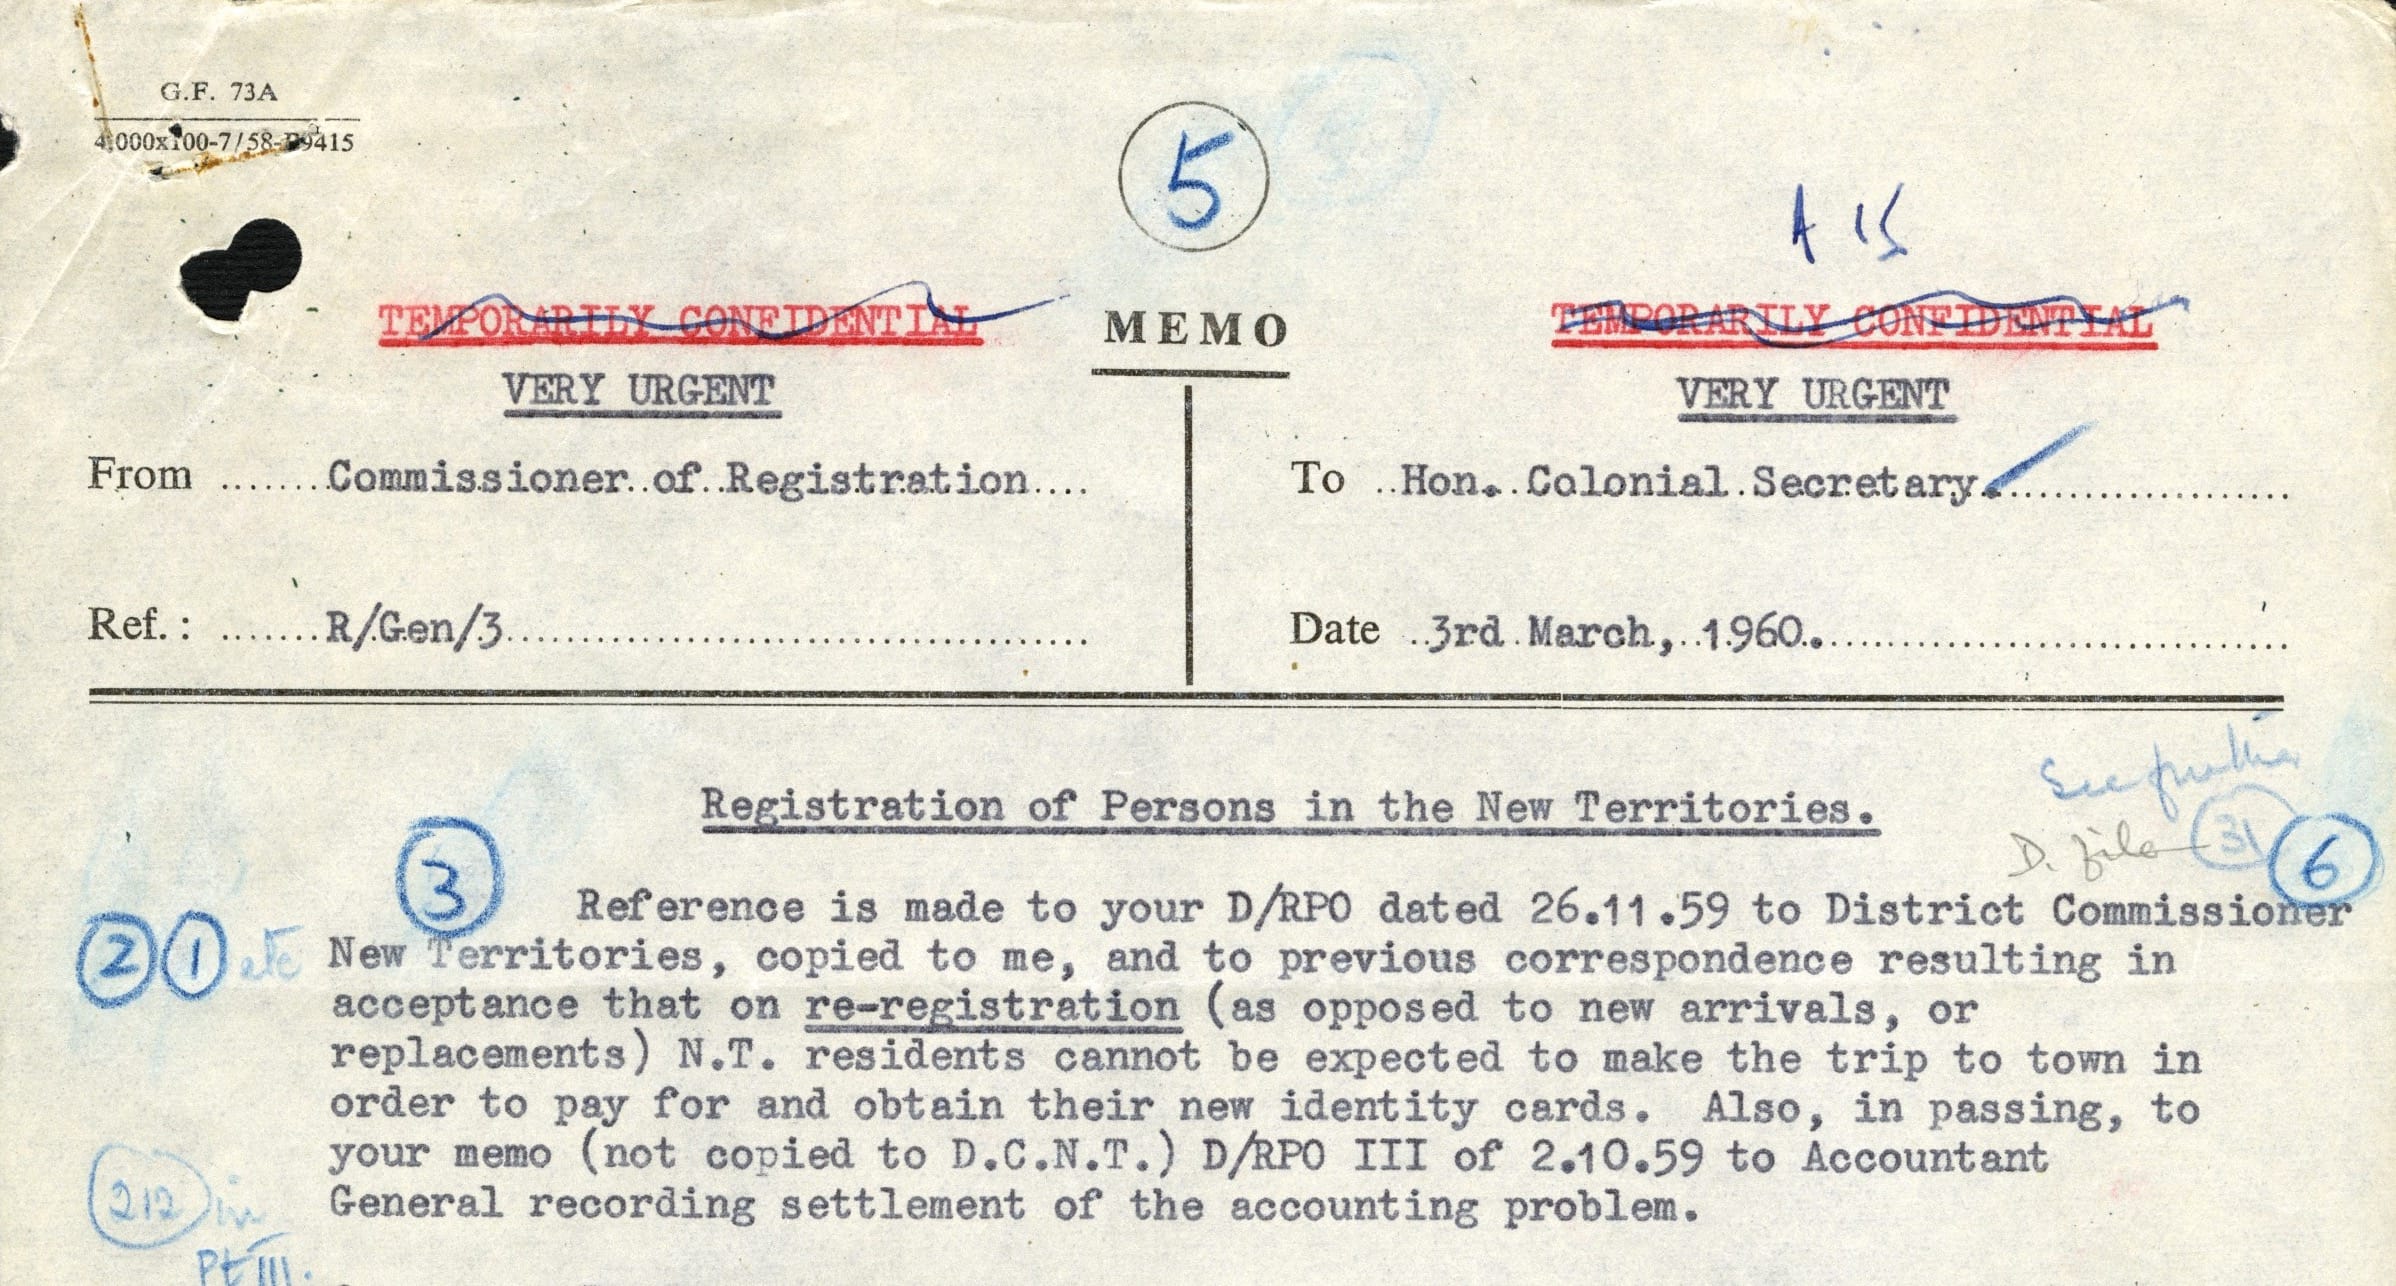 G.F. 73A
4,000x100-7/58-B9415
5
A 15
TEMPORARILY CONFIDENTIAL
MEMO
TEMPORARILY CONFIDENTIAL
VERY URGENT
VERY URGENT
From .......Commissioner of Registration....
To ..Hon. Colonial Secretary.
Ref.: .......R/Gen/3
Date ..3rd March, 1960.
See further
Registration of Persons in the New Territories.
D. file 31 6
3
Reference is made to your D/RPO dated 26.11.59 to District Commissioner
2 1 etc New Territories, copied to me, and to previous correspondence resulting in
acceptance that on re-registration (as opposed to new arrivals, or
replacements) N.T. residents cannot be expected to make the trip to town in
order to pay for and obtain their new identity cards. Also, in passing, to
your memo (not copied to D.C.N.T.) D/RPO III of 2.10.59 to Accountant
212 in General recording settlement of the accounting problem.
Pt III.